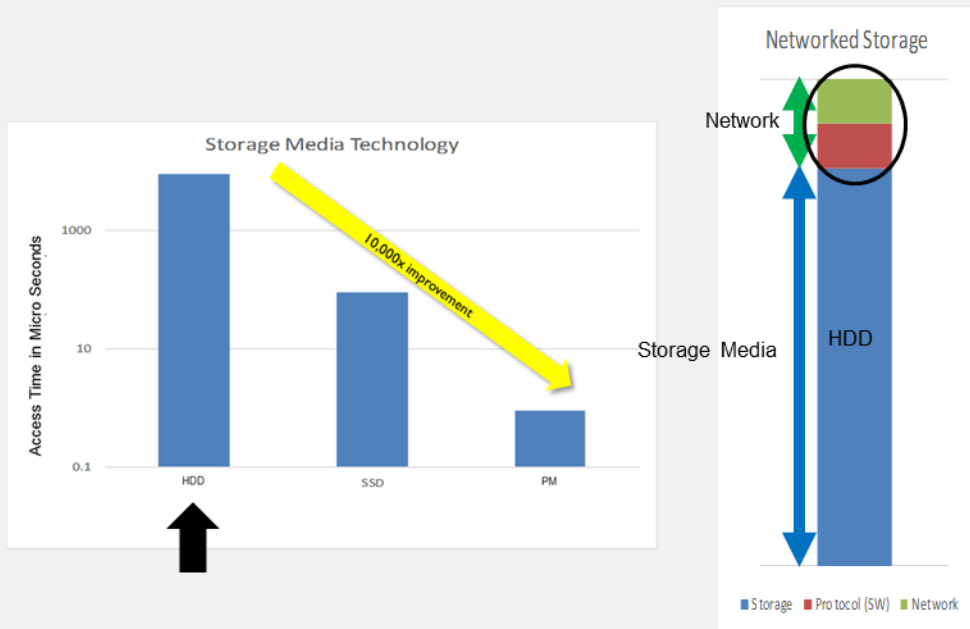 Storage Media Technology
Access Time in Micro Seconds
1000
10
0.1
10,000x improvement
HDD
SSD
PM
Networked Storage
Network
Storage Media
HDD
Storage Protocol (SW) Network